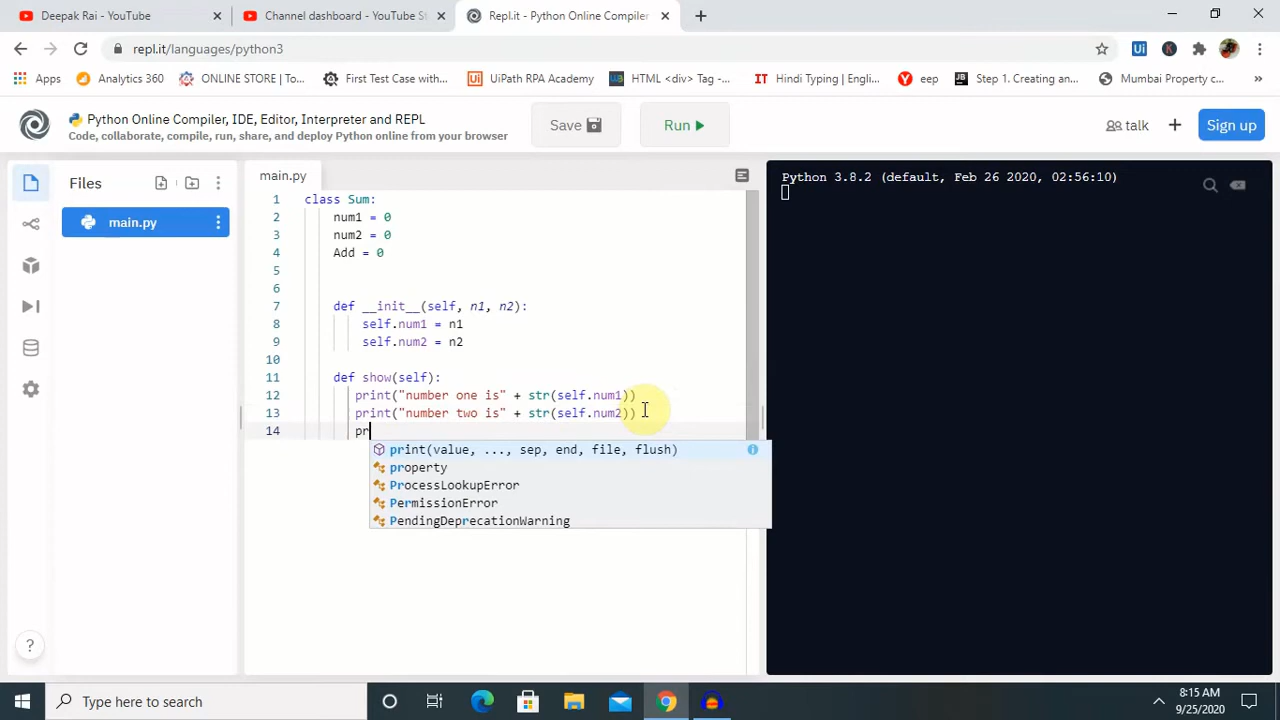 Deepak Rai - YouTube
Channel dashboard - YouTube St
Repl.it - Python Online Compiler
repl.it/languages/python3
Apps
Analytics 360
ONLINE STORE | To...
First Test Case with...
UiPath RPA Academy
HTML <div> Tag -...
IT Hindi Typing | Engli...
eep
Step 1. Creating an...
Mumbai Property c...
Python Online Compiler, IDE, Editor, Interpreter and REPL
Code, collaborate, compile, run, share, and deploy Python online from your browser
Save
Run
talk
Sign up
Files
main.py
main.py
1 class Sum:
2 num1 = 0
3 num2 = 0
4 Add = 0
5
6
7 def __init__(self, n1, n2):
8 self.num1 = n1
9 self.num2 = n2
10
11 def show(self):
12 print("number one is" + str(self.num1))
13 print("number two is" + str(self.num2))
14 pr
print(value, ..., sep, end, file, flush)
property
ProcessLookupError
PermissionError
PendingDeprecationWarning
Python 3.8.2 (default, Feb 26 2020, 02:56:10)
?
Type here to search
8:15 AM
9/25/2020